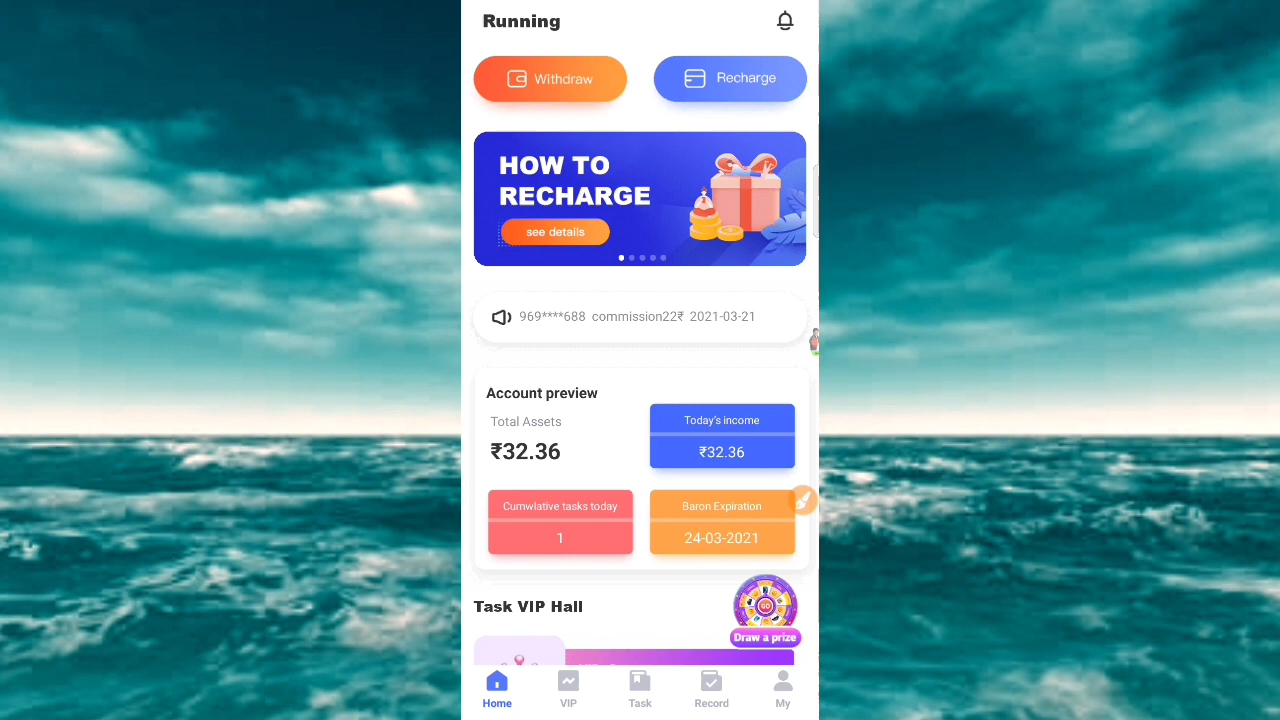 Running
Withdraw
Recharge
HOW TO
RECHARGE
see details
969****688 commission22₹ 2021-03-21
Account preview
Total Assets
₹32.36
Today's income
₹32.36
Cumwlative tasks today
1
Baron Expiration
24-03-2021
Task VIP Hall
GO
Draw a prize
Home
VIP
Task
Record
My